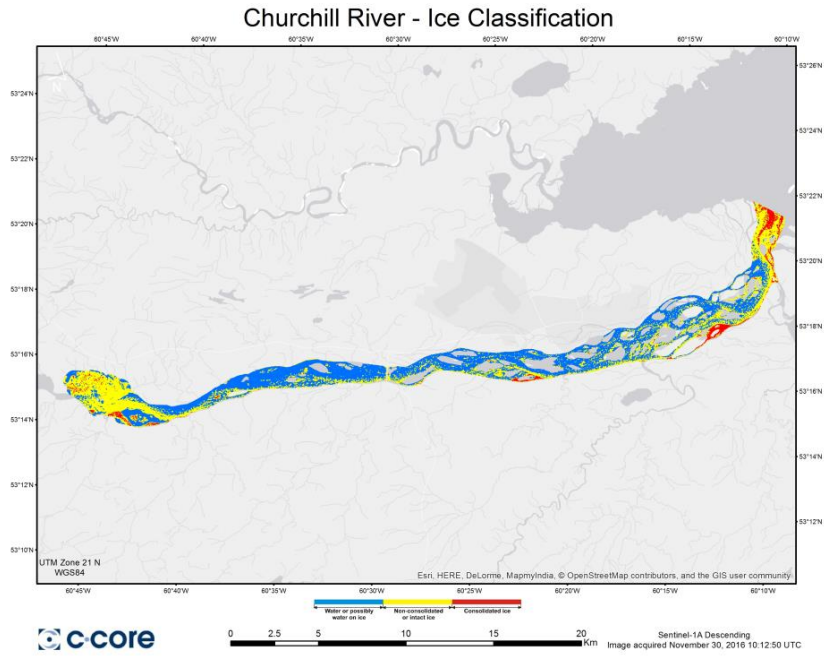 Churchill River - Ice Classification
60°45'W 60°40'W 60°35'W 60°30'W 60°25'W 60°20'W 60°15'W 60°10'W
53°26'N
53°24'N
53°24'N
53°22'N
53°22'N
53°20'N
53°20'N
53°18'N
53°18'N
53°16'N
53°16'N
53°14'N
53°14'N
53°12'N
53°12'N
53°10'N
N
UTM Zone 21 N
WGS84
Esri, HERE, DeLorme, MapmyIndia, © OpenStreetMap contributors, and the GIS user community
60°45'W 60°40'W 60°30'W 60°25'W 60°20'W 60°15'W 60°10'W
Water or possibly water on ice
Non-consolidated or intact ice
Consolidated ice
c·core
0 2.5 5 10 15 20
Km
Sentinel-1A Descending
Image acquired November 30, 2016 10:12:50 UTC